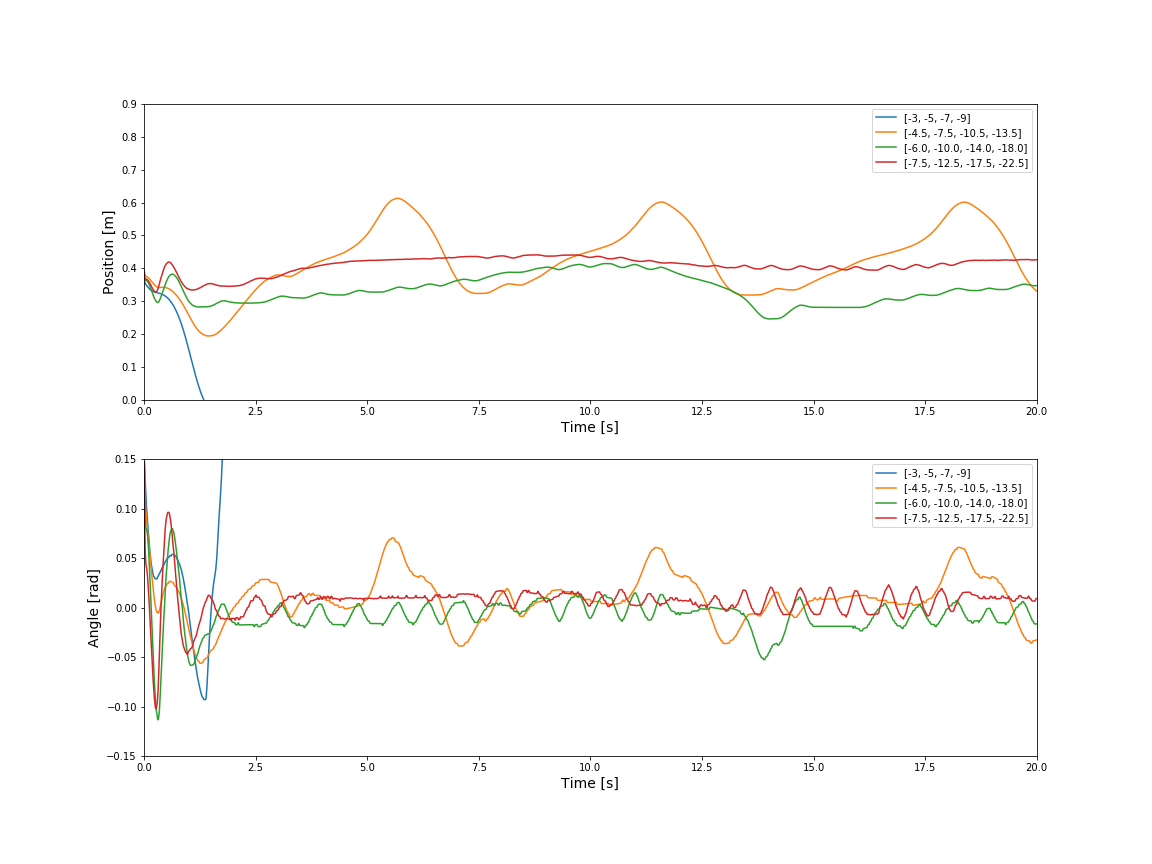 0.9
0.8
0.7
0.6
0.5
0.4
0.3
0.2
0.1
0.0
Position [m]
[-3, -5, -7, -9]
[-4.5, -7.5, -10.5, -13.5]
[-6.0, -10.0, -14.0, -18.0]
[-7.5, -12.5, -17.5, -22.5]
0.0 2.5 5.0 7.5 10.0 12.5 15.0 17.5 20.0
Time [s]
0.15
0.10
0.05
0.00
−0.05
−0.10
−0.15
Angle [rad]
[-3, -5, -7, -9]
[-4.5, -7.5, -10.5, -13.5]
[-6.0, -10.0, -14.0, -18.0]
[-7.5, -12.5, -17.5, -22.5]
0.0 2.5 5.0 7.5 10.0 12.5 15.0 17.5 20.0
Time [s]